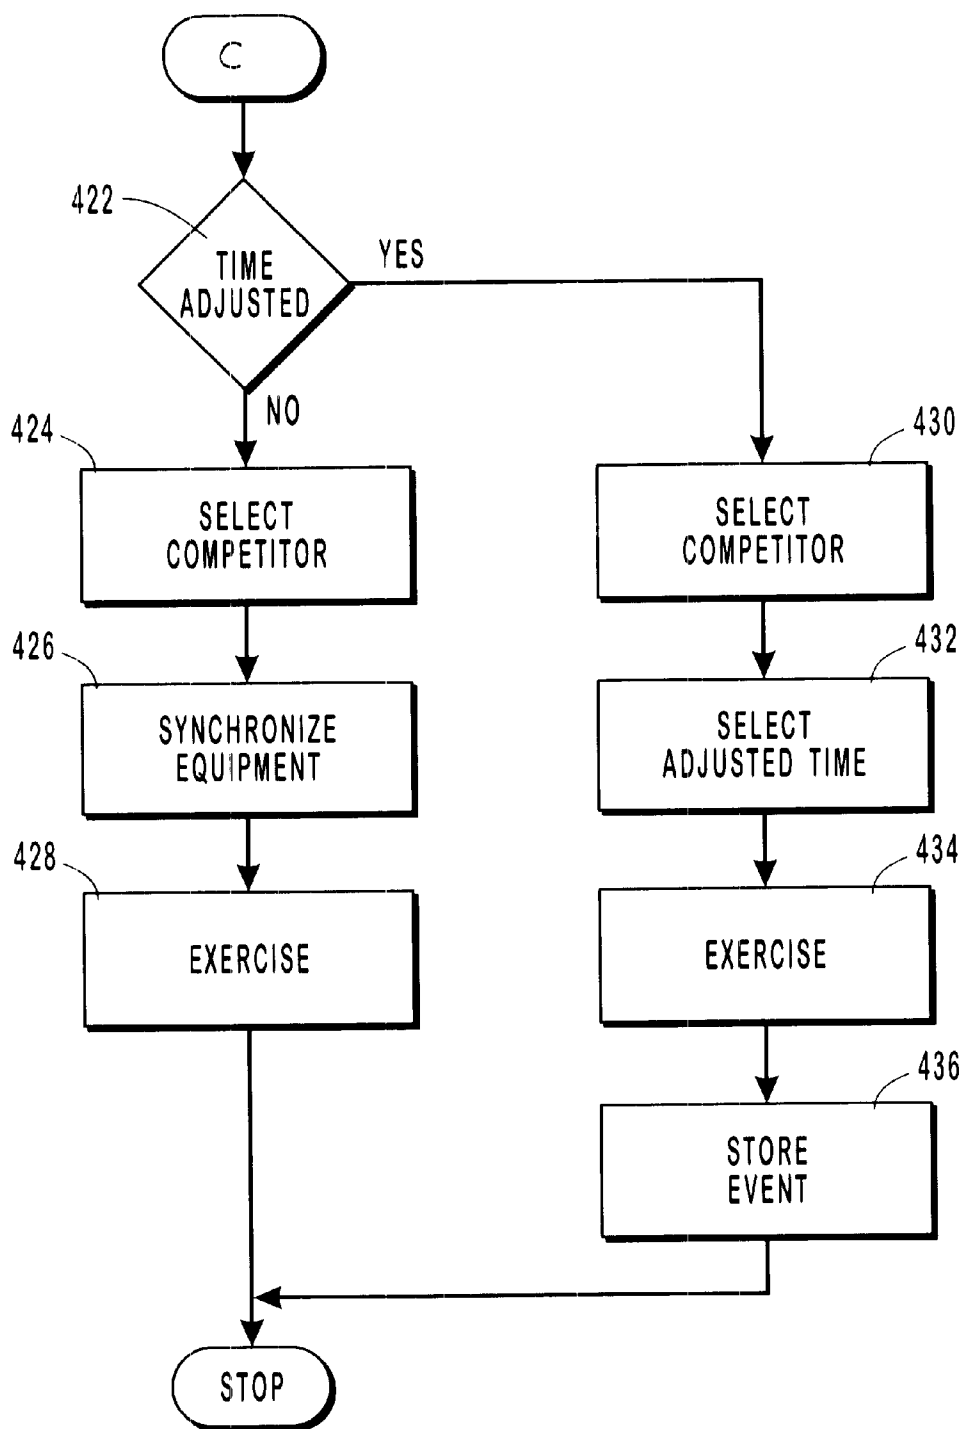 C
422
TIME
ADJUSTED
YES
NO
424
SELECT
COMPETITOR
426
SYNCHRONIZE
EQUIPMENT
428
EXERCISE
430
SELECT
COMPETITOR
432
SELECT
ADJUSTED TIME
434
EXERCISE
436
STORE
EVENT
STOP